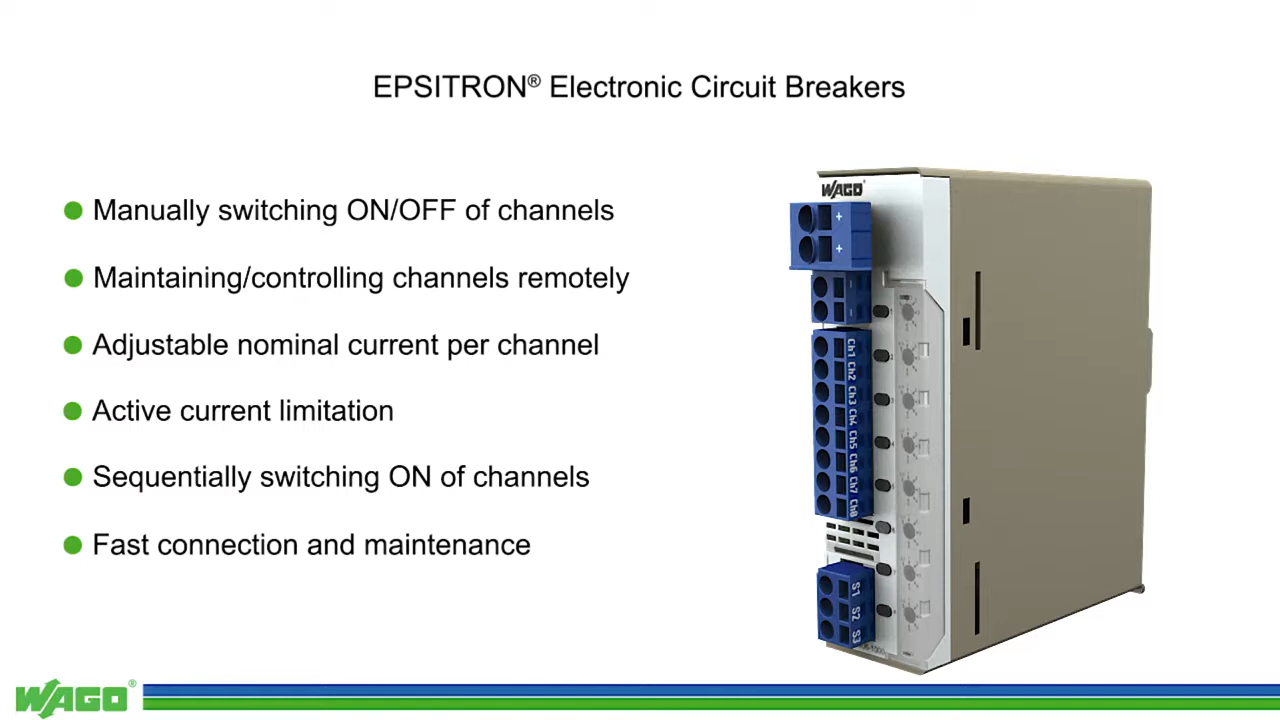 EPSITRON® Electronic Circuit Breakers
Manually switching ON/OFF of channels
Maintaining/controlling channels remotely
Adjustable nominal current per channel
Active current limitation
Sequentially switching ON of channels
Fast connection and maintenance
WAGO
+
+
-
-
Ch1
Ch2
Ch3
Ch4
Ch5
Ch6
Ch7
Ch8
S1
S2
S3
WAGO®